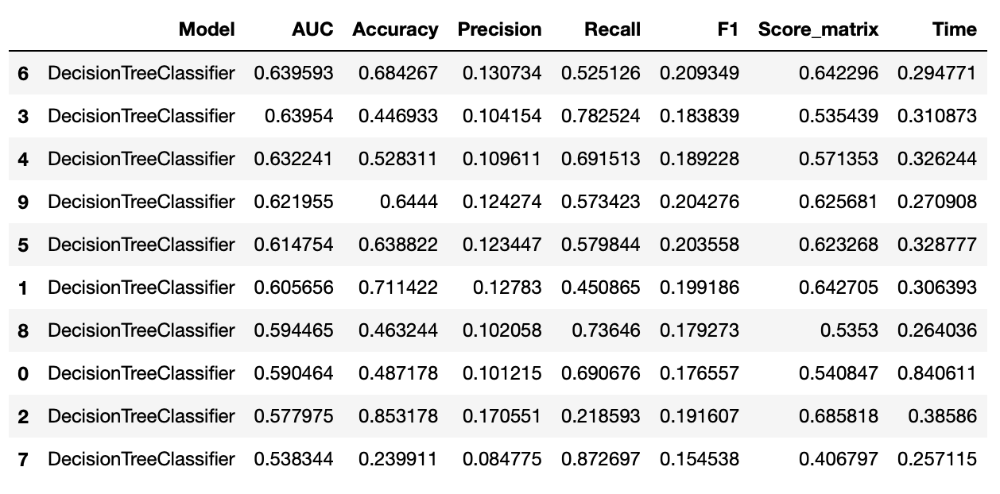 Model AUC Accuracy Precision Recall F1 Score_matrix Time
6 DecisionTreeClassifier 0.639593 0.684267 0.130734 0.525126 0.209349 0.642296 0.294771
3 DecisionTreeClassifier 0.63954 0.446933 0.104154 0.782524 0.183839 0.535439 0.310873
4 DecisionTreeClassifier 0.632241 0.528311 0.109611 0.691513 0.189228 0.571353 0.326244
9 DecisionTreeClassifier 0.621955 0.6444 0.124274 0.573423 0.204276 0.625681 0.270908
5 DecisionTreeClassifier 0.614754 0.638822 0.123447 0.579844 0.203558 0.623268 0.328777
1 DecisionTreeClassifier 0.605656 0.711422 0.12783 0.450865 0.199186 0.642705 0.306393
8 DecisionTreeClassifier 0.594465 0.463244 0.102058 0.73646 0.179273 0.5353 0.264036
0 DecisionTreeClassifier 0.590464 0.487178 0.101215 0.690676 0.176557 0.540847 0.840611
2 DecisionTreeClassifier 0.577975 0.853178 0.170551 0.218593 0.191607 0.685818 0.38586
7 DecisionTreeClassifier 0.538344 0.239911 0.084775 0.872697 0.154538 0.406797 0.257115